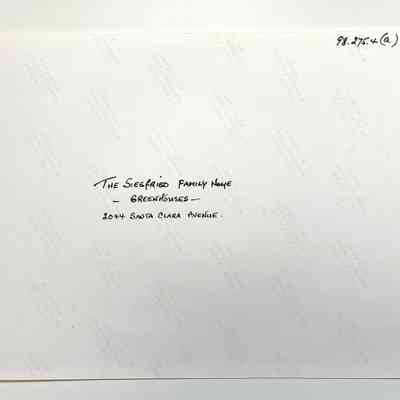 98.275.4 (a)
THE SIEGFRIED FAMILY HOME
— GREENHOUSES —
2044 SANTA CLARA AVENUE.